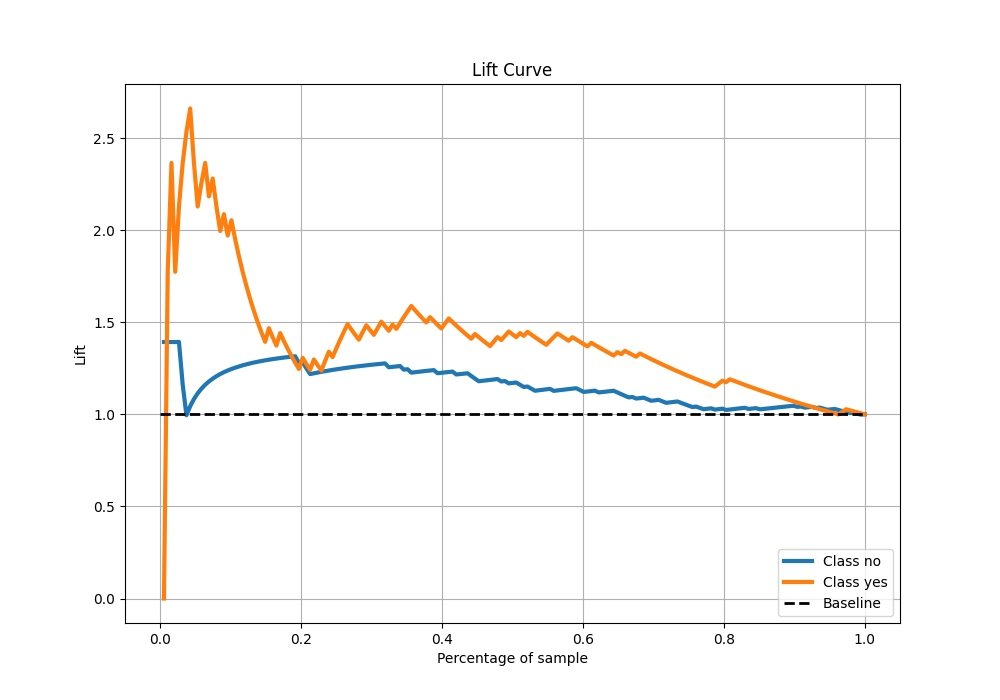 Lift Curve
Lift
2.5
2.0
1.5
1.0
0.5
0.0
Class no
Class yes
Baseline
0.0 0.2 0.4 0.6 0.8 1.0
Percentage of sample